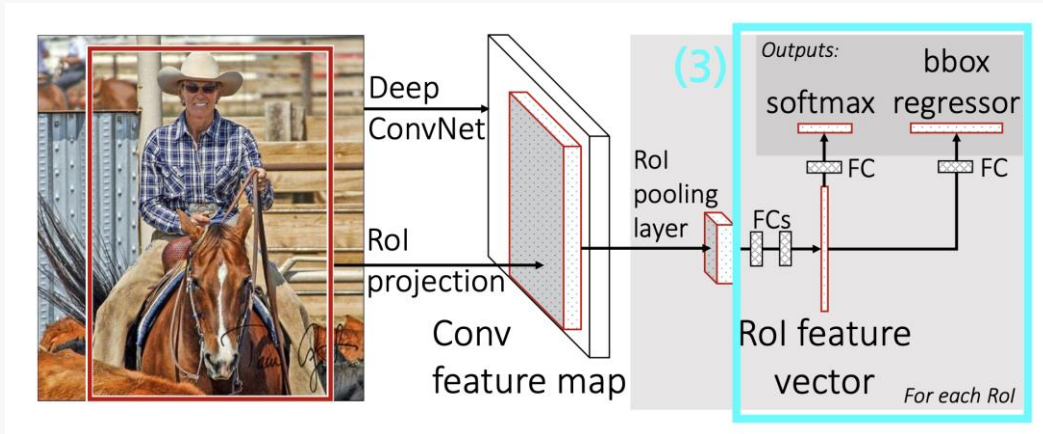 Deep
ConvNet
RoI
projection
Conv
feature map
RoI
pooling
layer
(3)
Outputs:
bbox
softmax regressor
FC FC
FCs
RoI feature
vector
For each RoI